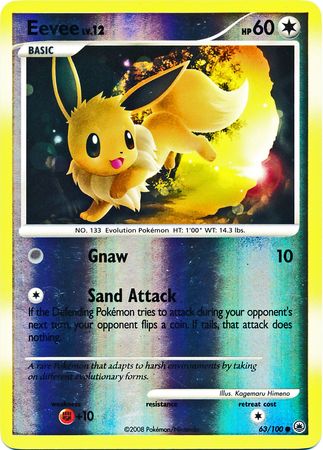 Eevee LV.12 HP 60
BASIC
NO. 133 Evolution Pokémon HT: 1'00" WT: 14.3 lbs.
Gnaw 10
Sand Attack
If the Defending Pokémon tries to attack during your opponent's
next turn, your opponent flips a coin. If tails, that attack does
nothing.
A rare Pokémon that adapts to harsh environments by taking
on different evolutionary forms.
Illus. Kagemaru Himeno
weakness resistance retreat cost
+10
©2008 Pokémon/Nintendo 63/100